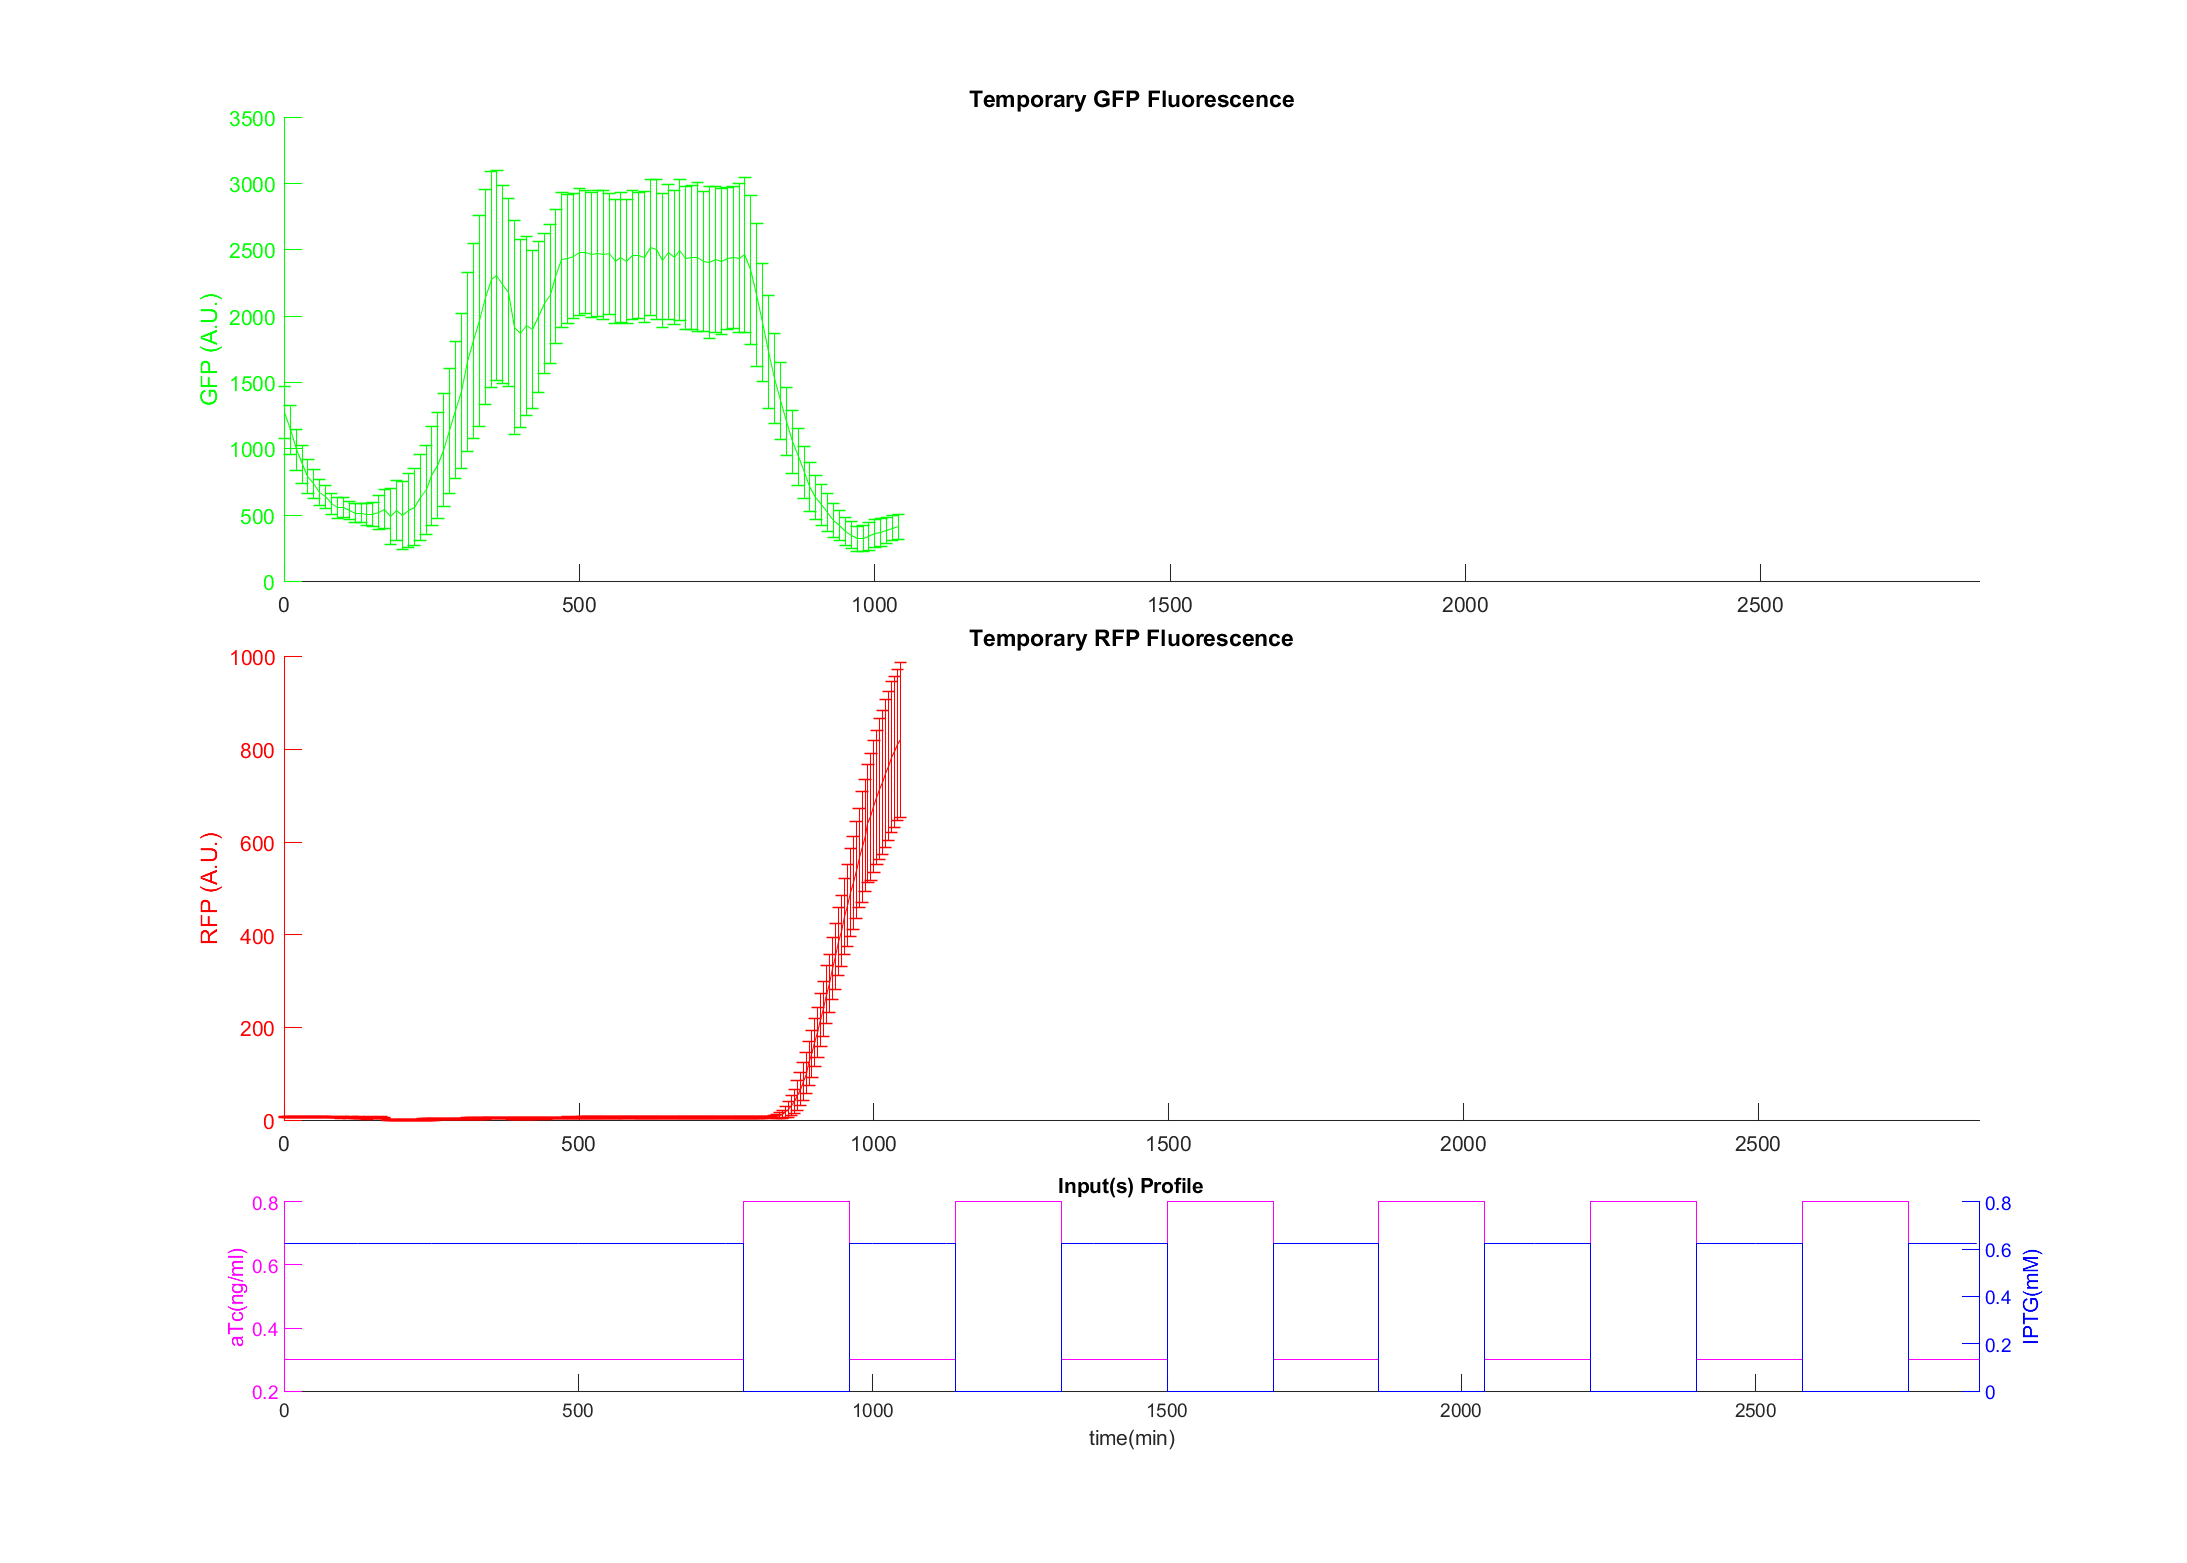 Temporary GFP Fluorescence
3500
3000
2500
2000
1500
1000
500
0
GFP (A.U.)
0 500 1000 1500 2000 2500
Temporary RFP Fluorescence
1000
800
600
400
200
0
RFP (A.U.)
0 500 1000 1500 2000 2500
Input(s) Profile
0.8
0.6
0.4
0.2
aTc(ng/ml)
0.8
0.6
0.4
0.2
0
IPTG(mM)
0 500 1000 1500 2000 2500
time(min)